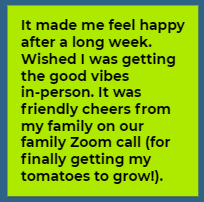 It made me feel happy
after a long week.
Wished I was getting
the good vibes
in-person. It was
friendly cheers from
my family on our
family Zoom call (for
finally getting my
tomatoes to grow!).